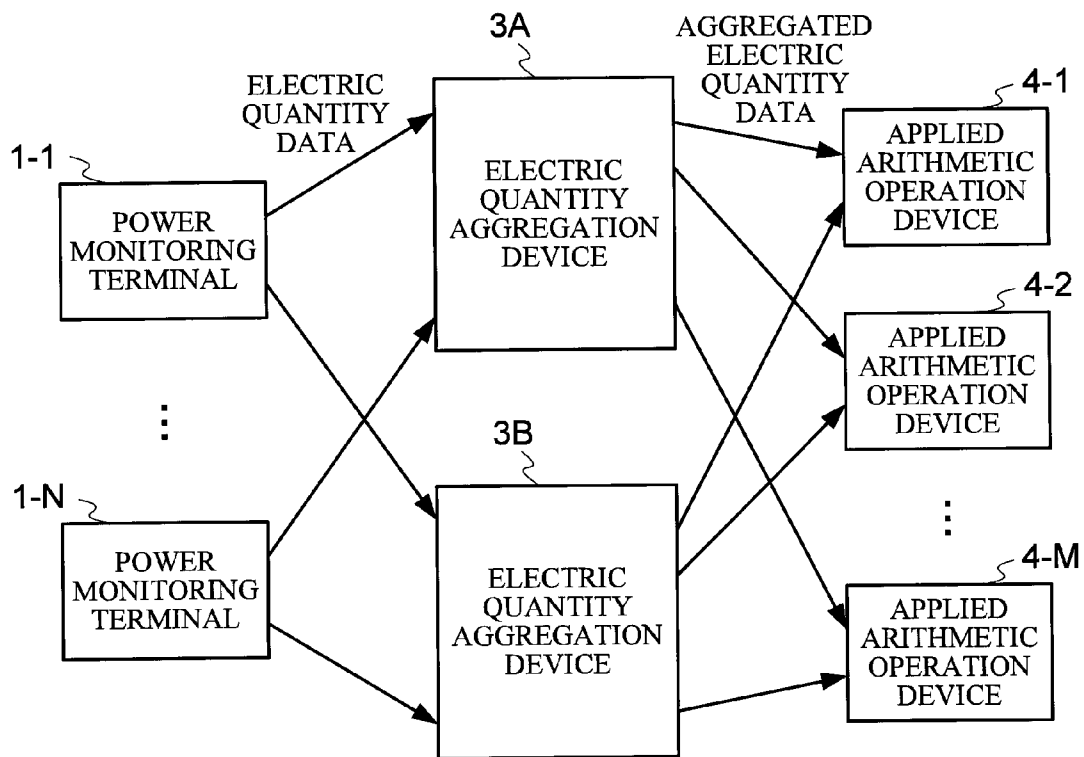 3A
AGGREGATED
ELECTRIC
QUANTITY
DATA
ELECTRIC
QUANTITY
DATA
4-1
1-1
APPLIED
ARITHMETIC
OPERATION
DEVICE
POWER
MONITORING
TERMINAL
ELECTRIC
QUANTITY
AGGREGATION
DEVICE
4-2
APPLIED
ARITHMETIC
OPERATION
DEVICE
3B
1-N
POWER
MONITORING
TERMINAL
ELECTRIC
QUANTITY
AGGREGATION
DEVICE
4-M
APPLIED
ARITHMETIC
OPERATION
DEVICE